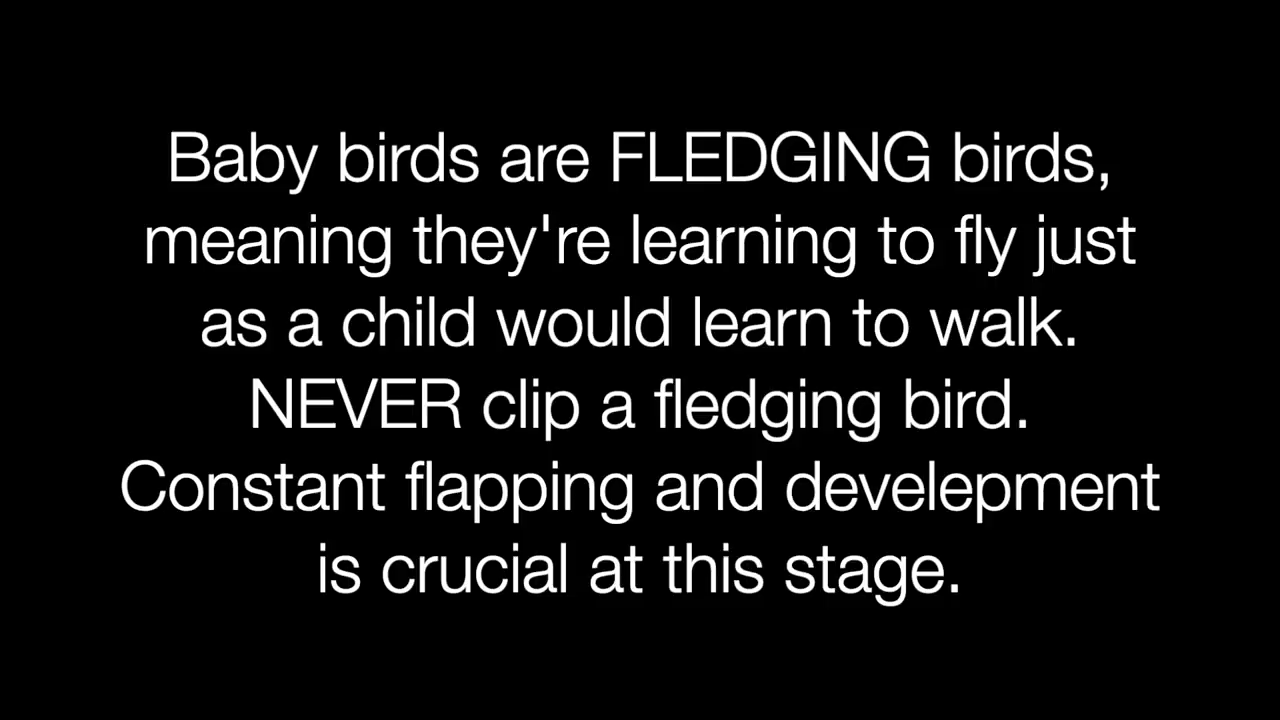 Baby birds are FLEDGING birds,
meaning they're learning to fly just
as a child would learn to walk.
NEVER clip a fledging bird.
Constant flapping and develepment
is crucial at this stage.